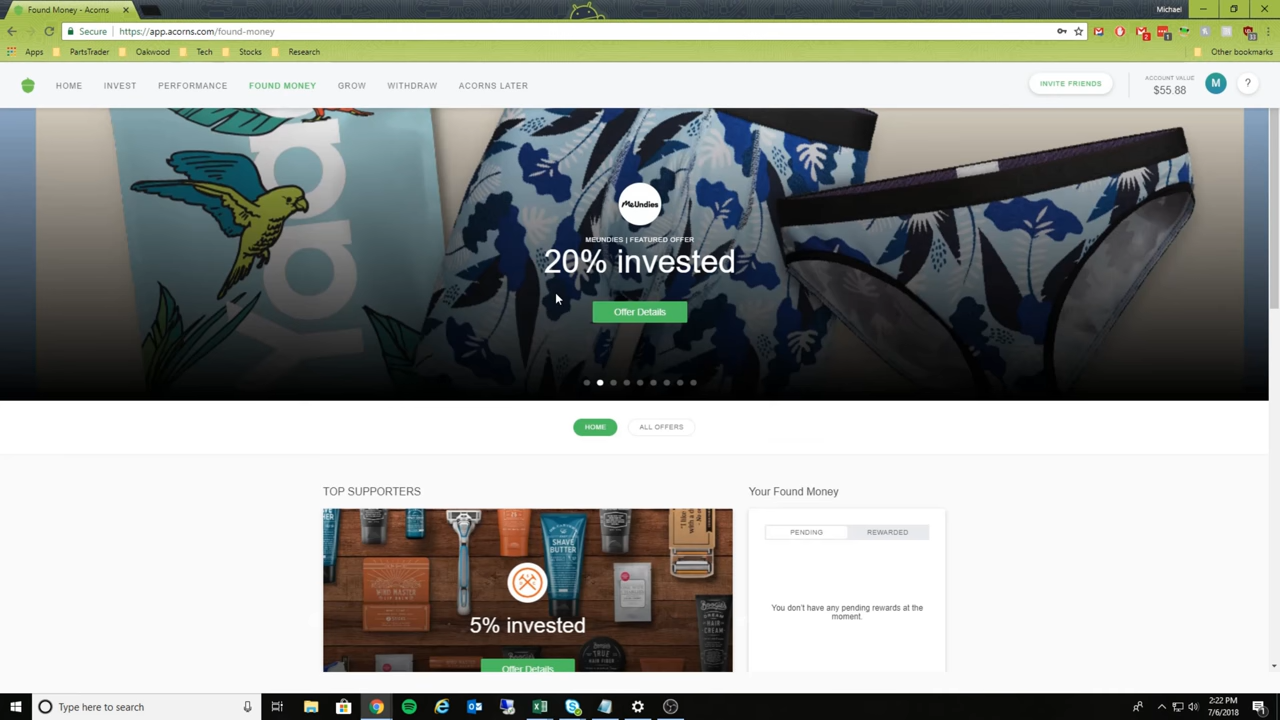 Found Money - Acorns
Michael
Secure
https://app.acorns.com/found-money
Apps
PartsTrader
Oakwood
Tech
Stocks
Research
Other bookmarks
HOME
INVEST
PERFORMANCE
FOUND MONEY
GROW
WITHDRAW
ACORNS LATER
INVITE FRIENDS
ACCOUNT VALUE
$55.88
M
?
MeUndies
MEUNDIES | FEATURED OFFER
20% invested
Offer Details
HOME
ALL OFFERS
TOP SUPPORTERS
Your Found Money
PENDING
REWARDED
SHAVE
BUTTER
You don't have any pending rewards at the
moment.
5% invested
Offer Details
Type here to search
2:22 PM
7/6/2018